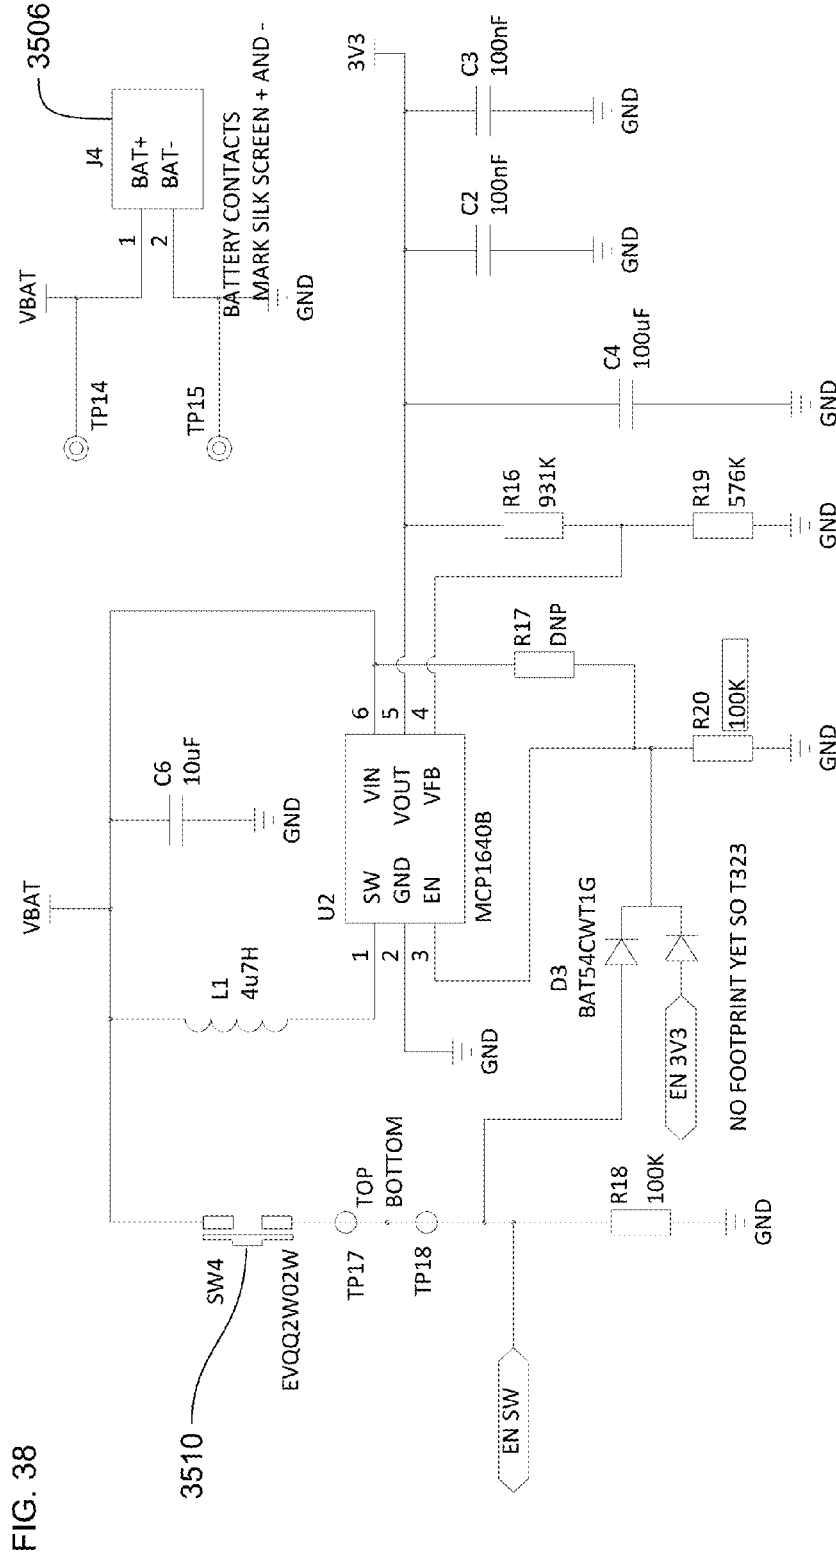 FIG. 38
3510
SW4
EVQQ2W02W
TP17
TOP
BOTTOM
TP18
EN SW
R18
100K
GND
VBAT
L1
4u7H
C6
10uF
GND
U2
1
SW
2
GND
3
EN
VIN
6
VOUT
5
VFB
4
MCP1640B
GND
D3
BAT54CWT1G
EN 3V3
NO FOOTPRINT YET SO T323
R17
DNP
R20
100K
GND
R16
931K
R19
576K
GND
C4
100uF
GND
C2
100nF
GND
C3
100nF
GND
3V3
TP14
TP15
VBAT
GND
1
2
J4
BAT+
BAT-
3506
BATTERY CONTACTS
MARK SILK SCREEN + AND -